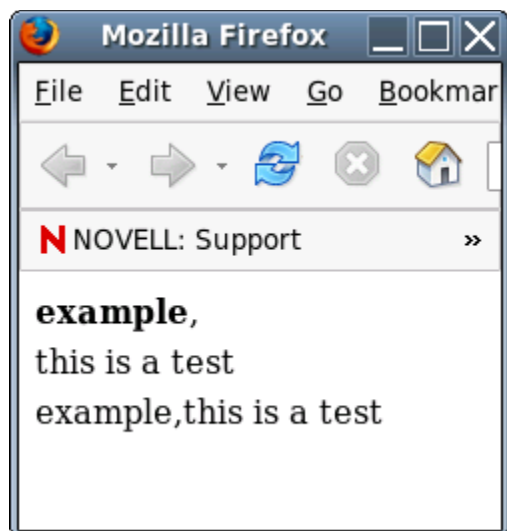 Mozilla Firefox
File Edit View Go Bookmar
NOVELL: Support »
example,
this is a test
example,this is a test